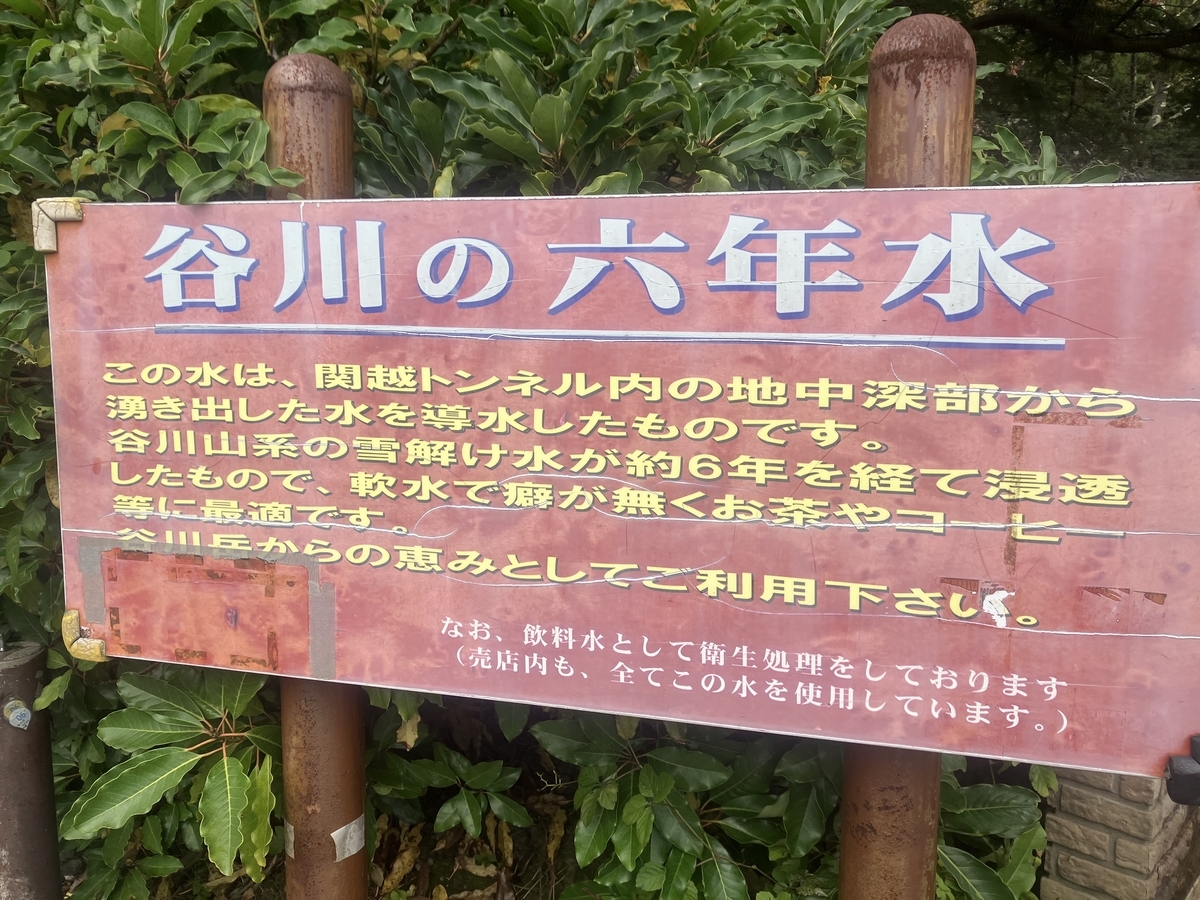 谷川の六年水
この水は、関越トンネル内の地中深部から
湧き出した水を導水したものです。
谷川山系の雪解け水が約6年を経て浸透
したもので、軟水で癖が無くお茶やコーヒー
等に最適です。
谷川岳からの恵みとしてご利用下さい。
なお、飲料水として衛生処理をしております
（売店内も、全てこの水を使用しています。）